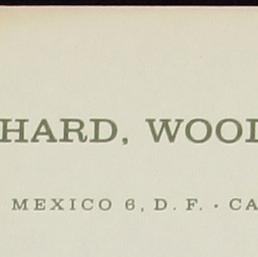 HARD, WOOD
MEXICO 6, D. F. · CA